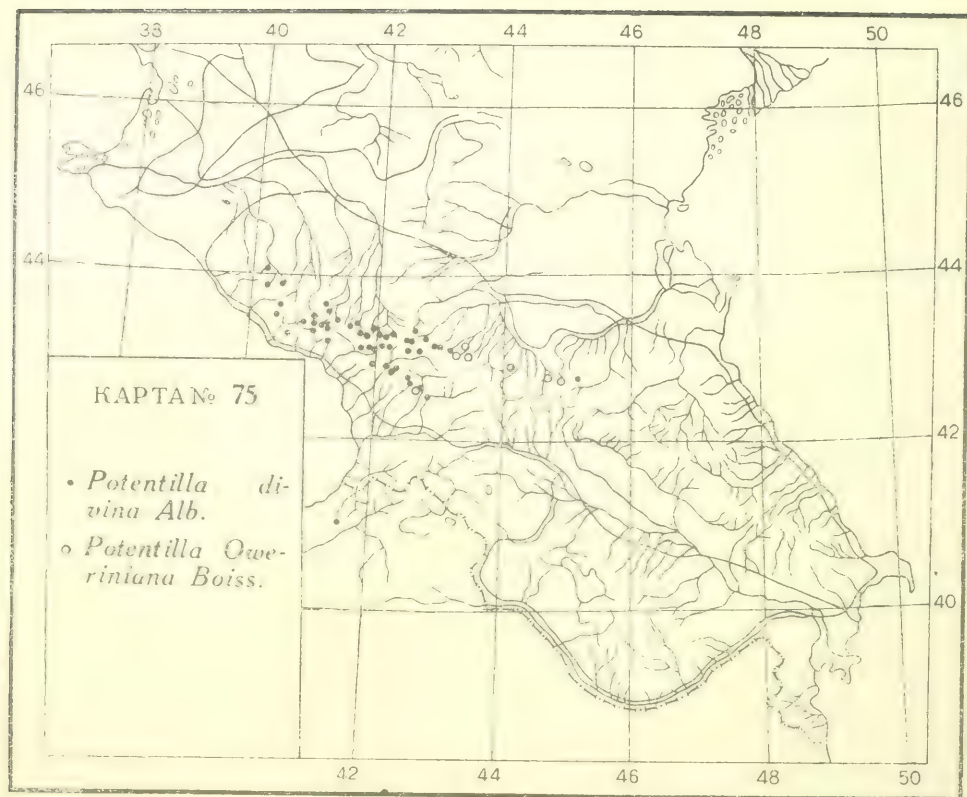 38 40 42 44 46 48 50
46 46
44 44
КАРТА № 75
42
• Potentilla di-
vina Alb.
○ Potentilla Owe-
riniana Boiss.
40
42 44 46 48 50